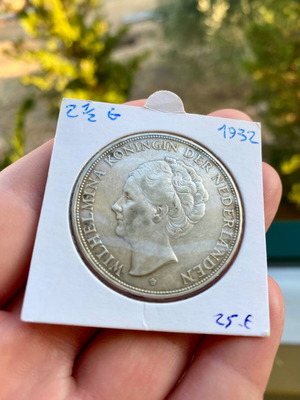 2 ½ G
1932
WILHELMINA KONINGIN DER NEDERLANDEN
25.€